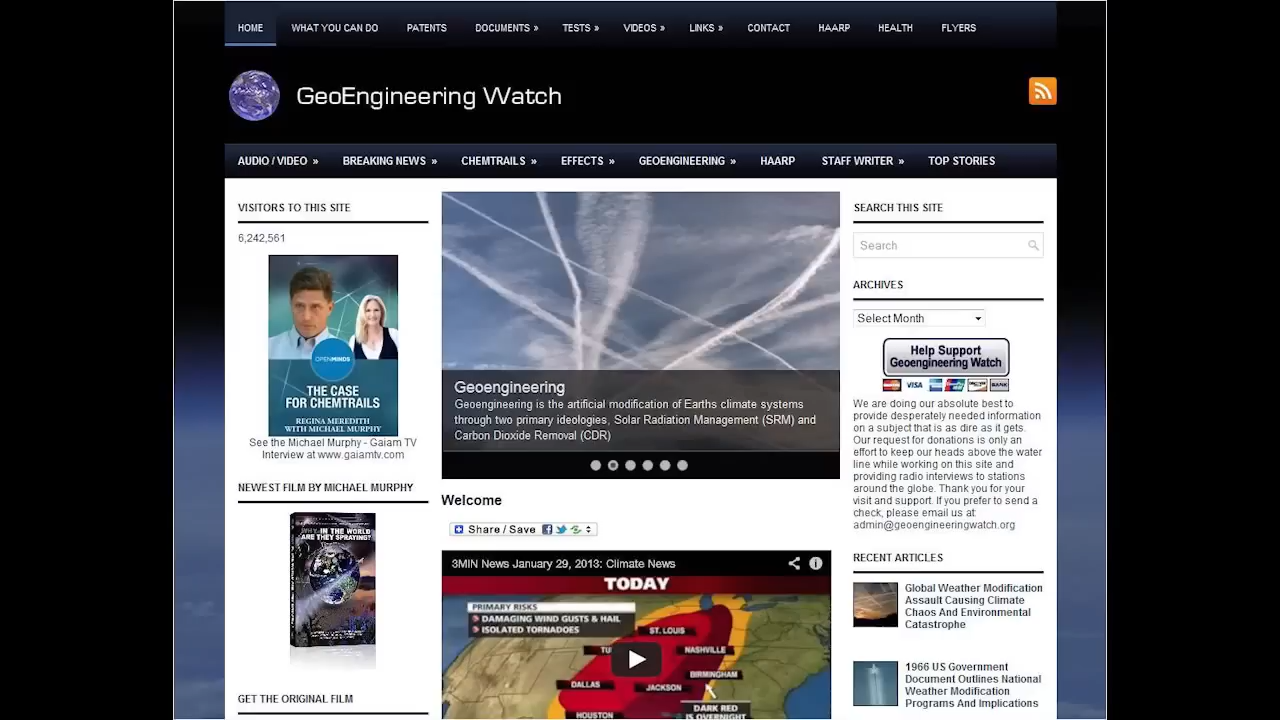 HOME WHAT YOU CAN DO PATENTS DOCUMENTS » TESTS » VIDEOS » LINKS » CONTACT HAARP HEALTH FLYERS
GeoEngineering Watch
AUDIO / VIDEO » BREAKING NEWS » CHEMTRAILS » EFFECTS » GEOENGINEERING » HAARP STAFF WRITER » TOP STORIES
VISITORS TO THIS SITE
6,242,561
OPENMINDS
THE CASE
FOR CHEMTRAILS
REGINA MEREDITH
WITH MICHAEL MURPHY
See the Michael Murphy - Gaiam TV
Interview at www.gaiamtv.com
NEWEST FILM BY MICHAEL MURPHY
WHY IN THE WORLD
ARE THEY SPRAYING?
GET THE ORIGINAL FILM
Geoengineering
Geoengineering is the artificial modification of Earths climate systems
through two primary ideologies, Solar Radiation Management (SRM) and
Carbon Dioxide Removal (CDR)
Welcome
Share / Save
3MIN News January 29, 2013: Climate News
TODAY
PRIMARY RISKS
DAMAGING WIND GUSTS & HAIL
ISOLATED TORNADOES
ST. LOUIS
NASHVILLE
BIRMINGHAM
DALLAS
JACKSON
DARK RED
IS OVERNIGHT
HOUSTON
SEARCH THIS SITE
Search
ARCHIVES
Select Month
Help Support
Geoengineering Watch
VISA
BANK
We are doing our absolute best to
provide desperately needed information
on a subject that is as dire as it gets.
Our request for donations is only an
effort to keep our heads above the water
line while working on this site and
providing radio interviews to stations
around the globe. Thank you for your
visit and support. If you prefer to send a
check, please email us at:
admin@geoengineeringwatch.org
RECENT ARTICLES
Global Weather Modification
Assault Causing Climate
Chaos And Environmental
Catastrophe
1966 US Government
Document Outlines National
Weather Modification
Programs And Implications